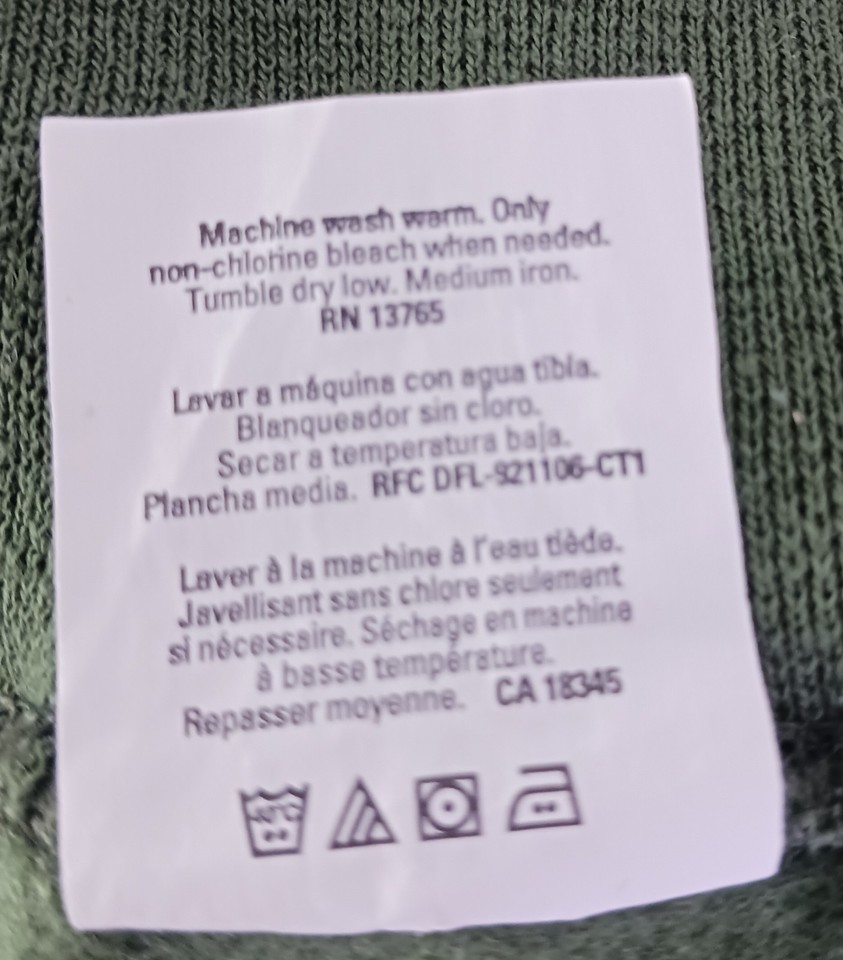 Machine wash warm. Only
non-chlorine bleach when needed.
Tumble dry low. Medium iron.
RN 13765
Lavar a máquina con agua tibia.
Blanqueador sin cloro.
Secar a temperatura baja.
Plancha media. RFC DFL-921106-CT1
Laver à la machine à l'eau tiède.
Javellisant sans chlore seulement
si nécessaire. Séchage en machine
à basse température.
Repasser moyenne. CA 18345